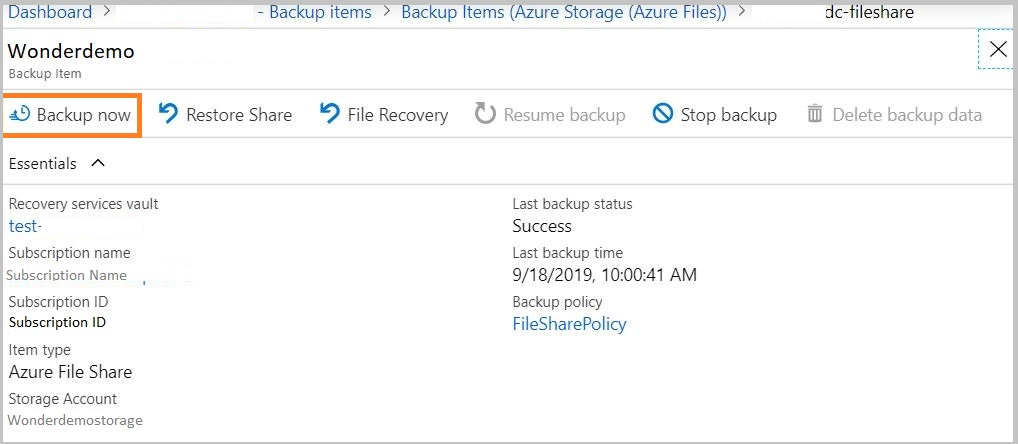 Dashboard > - Backup items > Backup Items (Azure Storage (Azure Files)) > dc-fileshare
Wonderdemo
Backup Item
Backup now Restore Share File Recovery Resume backup Stop backup Delete backup data
Essentials
Recovery services vault
test-
Subscription name
Subscription Name
Subscription ID
Subscription ID
Item type
Azure File Share
Storage Account
Wonderdemostorage
Last backup status
Success
Last backup time
9/18/2019, 10:00:41 AM
Backup policy
FileSharePolicy